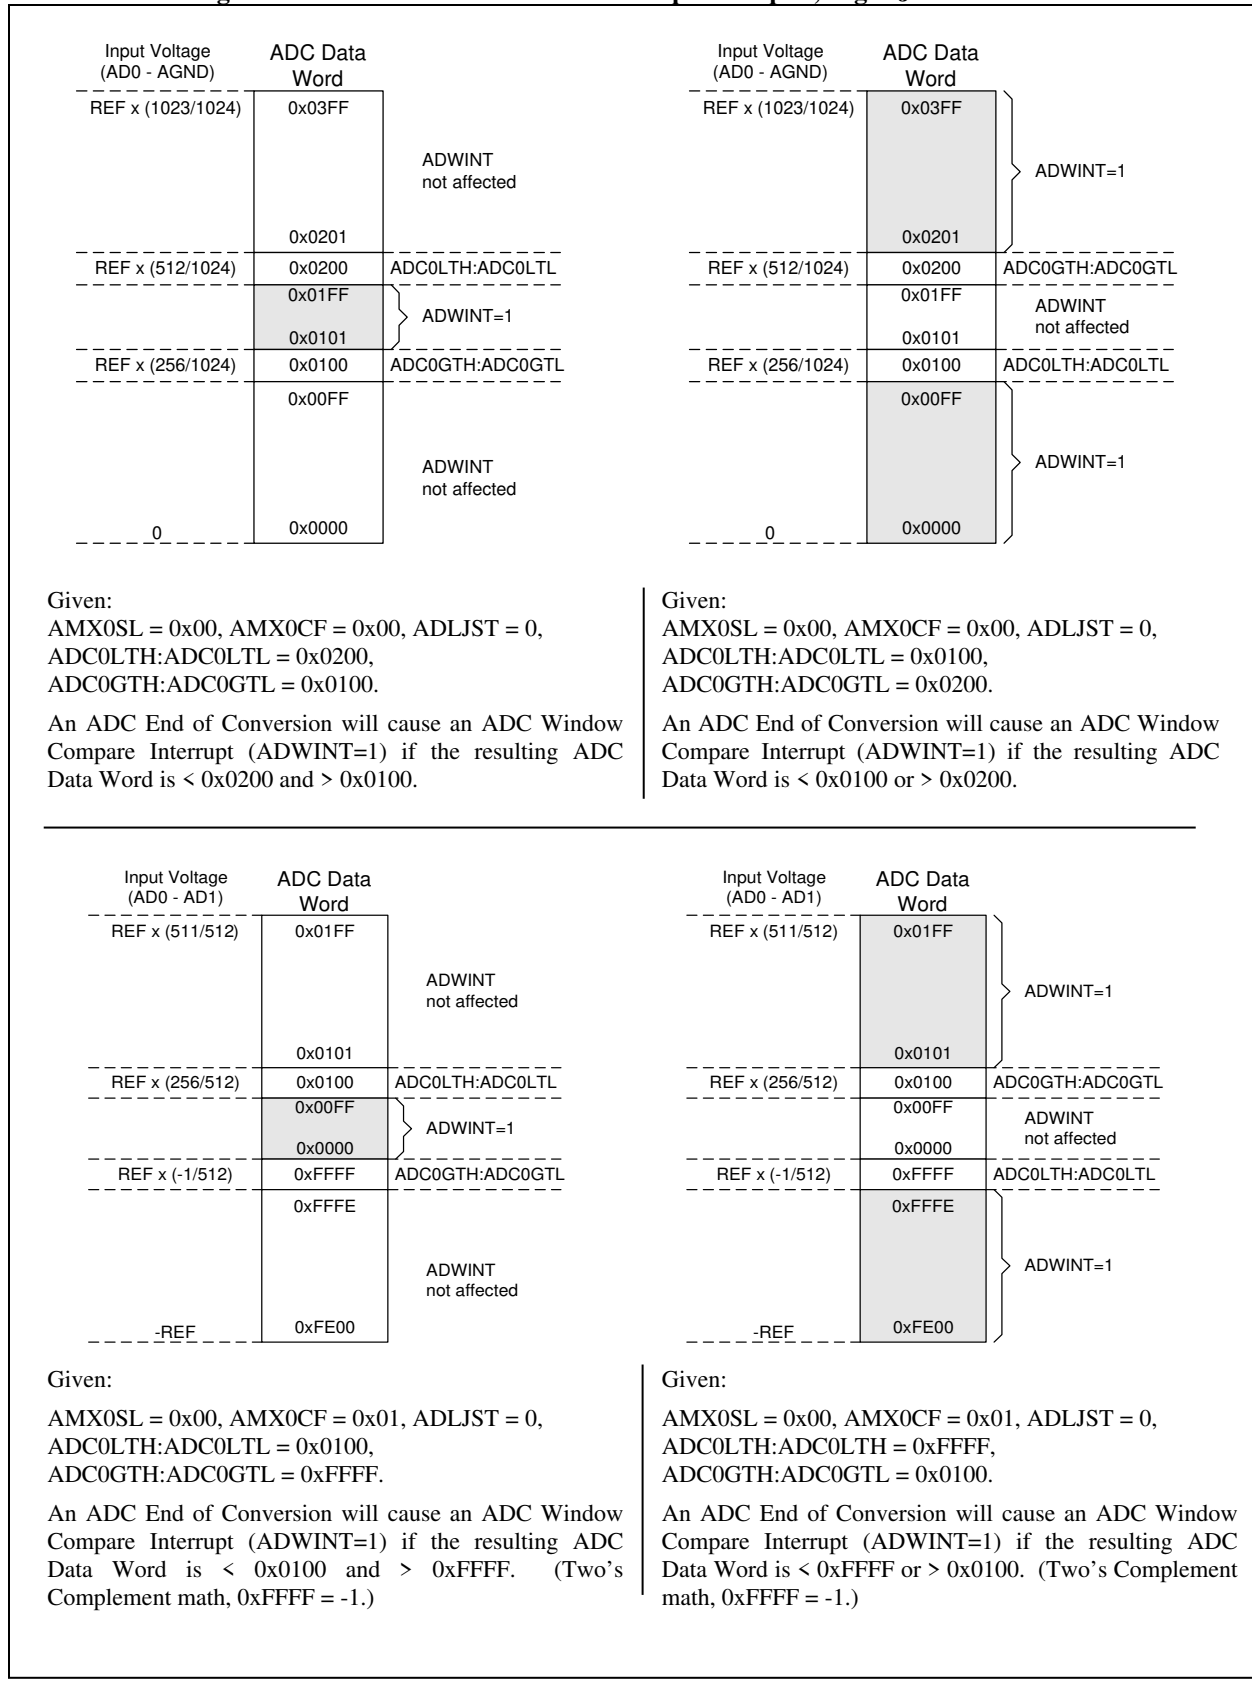 Input Voltage
(AD0 - AGND)
ADC Data
Word
REF x (1023/1024)
0x03FF
ADWINT
not affected
0x0201
REF x (512/1024)
0x0200
ADC0LTH:ADC0LTL
0x01FF
ADWINT=1
0x0101
REF x (256/1024)
0x0100
ADC0GTH:ADC0GTL
0x00FF
ADWINT
not affected
0
0x0000
Input Voltage
(AD0 - AGND)
ADC Data
Word
REF x (1023/1024)
0x03FF
ADWINT=1
0x0201
REF x (512/1024)
0x0200
ADC0GTH:ADC0GTL
0x01FF
ADWINT
not affected
0x0101
REF x (256/1024)
0x0100
ADC0LTH:ADC0LTL
0x00FF
ADWINT=1
0
0x0000
Given:
AMX0SL = 0x00, AMX0CF = 0x00, ADLJST = 0,
ADC0LTH:ADC0LTL = 0x0200,
ADC0GTH:ADC0GTL = 0x0100.
An ADC End of Conversion will cause an ADC Window
Compare Interrupt (ADWINT=1) if the resulting ADC
Data Word is < 0x0200 and > 0x0100.
Given:
AMX0SL = 0x00, AMX0CF = 0x00, ADLJST = 0,
ADC0LTH:ADC0LTL = 0x0100,
ADC0GTH:ADC0GTL = 0x0200.
An ADC End of Conversion will cause an ADC Window
Compare Interrupt (ADWINT=1) if the resulting ADC
Data Word is < 0x0100 or > 0x0200.
Input Voltage
(AD0 - AD1)
ADC Data
Word
REF x (511/512)
0x01FF
ADWINT
not affected
0x0101
REF x (256/512)
0x0100
ADC0LTH:ADC0LTL
0x00FF
ADWINT=1
0x0000
REF x (-1/512)
0xFFFF
ADC0GTH:ADC0GTL
0xFFFE
ADWINT
not affected
-REF
0xFE00
Input Voltage
(AD0 - AD1)
ADC Data
Word
REF x (511/512)
0x01FF
ADWINT=1
0x0101
REF x (256/512)
0x0100
ADC0GTH:ADC0GTL
0x00FF
ADWINT
not affected
0x0000
REF x (-1/512)
0xFFFF
ADC0LTH:ADC0LTL
0xFFFE
ADWINT=1
-REF
0xFE00
Given:
AMX0SL = 0x00, AMX0CF = 0x01, ADLJST = 0,
ADC0LTH:ADC0LTL = 0x0100,
ADC0GTH:ADC0GTL = 0xFFFF.
An ADC End of Conversion will cause an ADC Window
Compare Interrupt (ADWINT=1) if the resulting ADC
Data Word is < 0x0100 and > 0xFFFF. (Two's
Complement math, 0xFFFF = -1.)
Given:
AMX0SL = 0x00, AMX0CF = 0x01, ADLJST = 0,
ADC0LTH:ADC0LTH = 0xFFFF,
ADC0GTH:ADC0GTL = 0x0100.
An ADC End of Conversion will cause an ADC Window
Compare Interrupt (ADWINT=1) if the resulting ADC
Data Word is < 0xFFFF or > 0x0100. (Two's Complement
math, 0xFFFF = -1.)